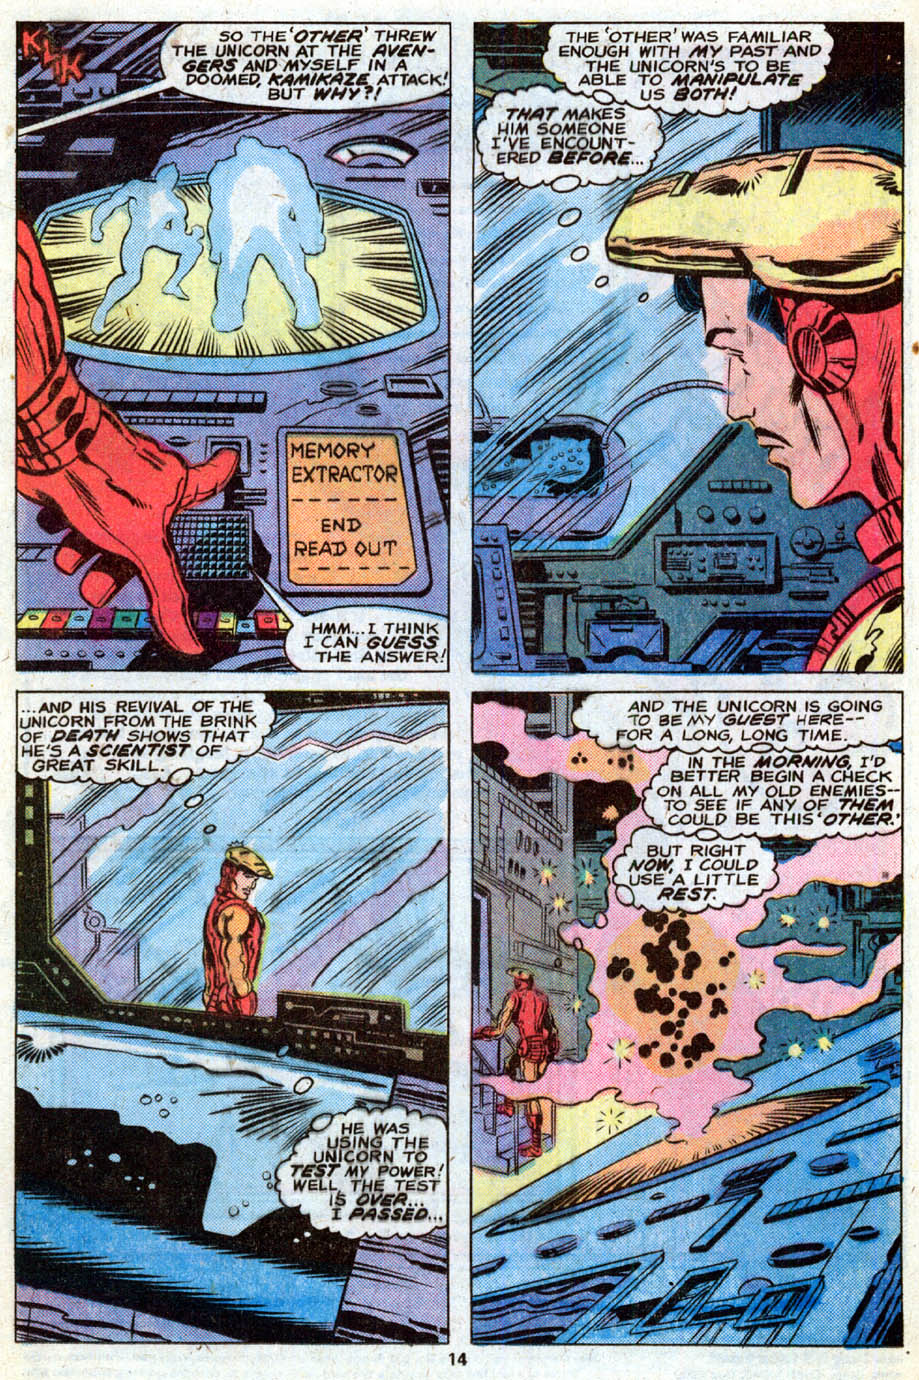 KLIK
SO THE 'OTHER' THREW
THE UNICORN AT THE AVEN-
GERS AND MYSELF IN A
DOOMED, KAMIKAZE ATTACK!
BUT WHY?!
MEMORY
EXTRACTOR
END
READ OUT
HMM...I THINK
I CAN GUESS
THE ANSWER!
THE 'OTHER' WAS FAMILIAR
ENOUGH WITH MY PAST AND
THE UNICORN'S TO BE
ABLE TO MANIPULATE
US BOTH!
THAT MAKES
HIM SOMEONE
I'VE ENCOUNT-
ERED BEFORE...
...AND HIS REVIVAL OF THE
UNICORN FROM THE BRINK
OF DEATH SHOWS THAT
HE'S A SCIENTIST OF
GREAT SKILL.
HE WAS
USING THE
UNICORN TO
TEST MY POWER!
WELL, THE TEST
IS OVER...
I PASSED...
AND THE UNICORN IS GOING
TO BE MY GUEST HERE--
FOR A LONG, LONG TIME.
IN THE MORNING, I'D
BETTER BEGIN A CHECK
ON ALL MY OLD ENEMIES--
TO SEE IF ANY OF THEM
COULD BE THIS 'OTHER.'
BUT RIGHT
NOW, I COULD
USE A LITTLE
REST.
14